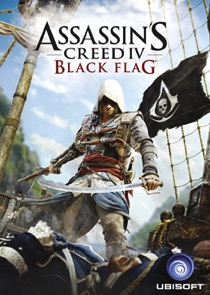 ASSASSIN'S
CREED IV
BLACK FLAG
UBISOFT